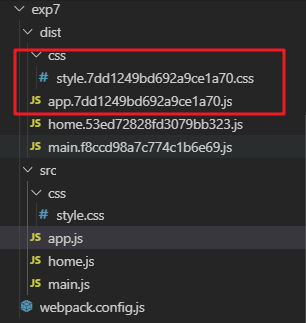 exp7
dist
css
# style.7dd1249bd692a9ce1a70.css
JS app.7dd1249bd692a9ce1a70.js
JS home.53ed72828fd3079bb323.js
JS main.f8ccd98a7c774c1b6e69.js
src
css
# style.css
JS app.js
JS home.js
JS main.js
webpack.config.js